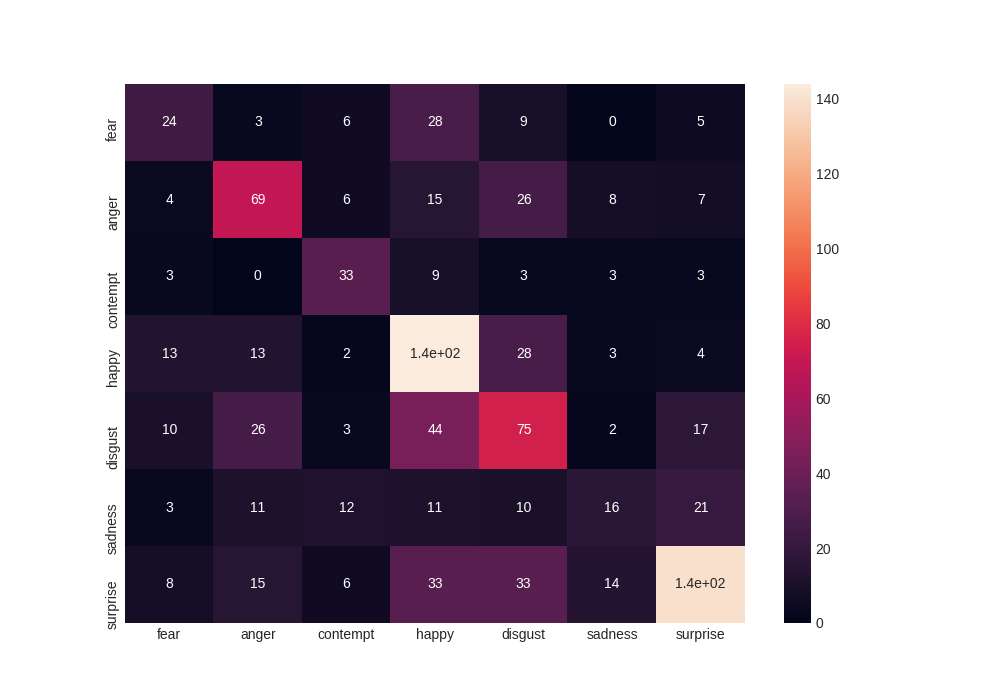 fear 24 3 6 28 9 0 5
anger 4 69 6 15 26 8 7
contempt 3 0 33 9 3 3 3
happy 13 13 2 1.4e+02 28 3 4
disgust 10 26 3 44 75 2 17
sadness 3 11 12 11 10 16 21
surprise 8 15 6 33 33 14 1.4e+02
fear anger contempt happy disgust sadness surprise
140
120
100
80
60
40
20
0